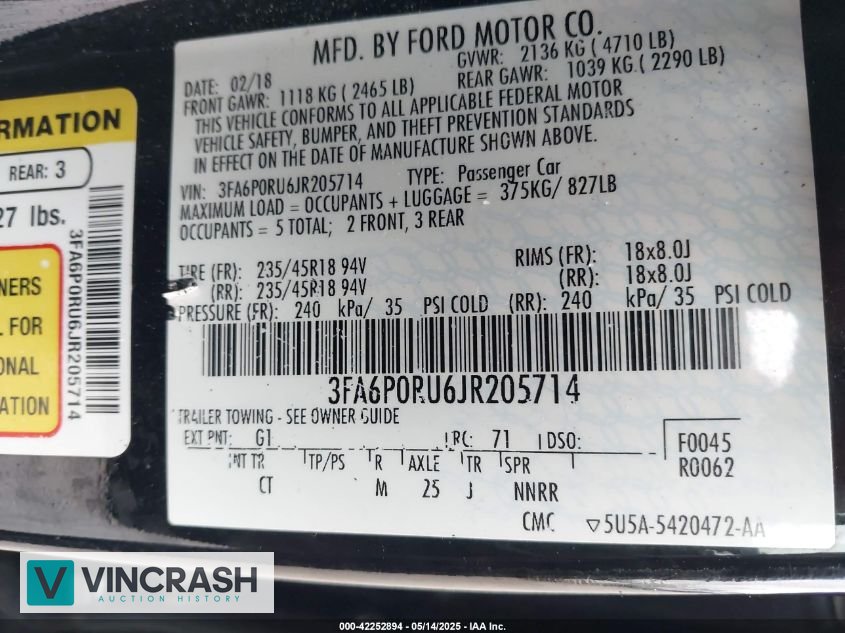 MFD. BY FORD MOTOR CO.
DATE: 02/18 GVWR: 2136 KG ( 4710 LB)
FRONT GAWR: 1118 KG ( 2465 LB) REAR GAWR: 1039 KG ( 2290 LB)
THIS VEHICLE CONFORMS TO ALL APPLICABLE FEDERAL MOTOR
VEHICLE SAFETY, BUMPER, AND THEFT PREVENTION STANDARDS
IN EFFECT ON THE DATE OF MANUFACTURE SHOWN ABOVE.
VIN: 3FA6P0RU6JR205714 TYPE: Passenger Car
MAXIMUM LOAD = OCCUPANTS + LUGGAGE = 375KG/ 827LB
OCCUPANTS = 5 TOTAL; 2 FRONT, 3 REAR
TIRE (FR): 235/45R18 94V RIMS (FR): 18x8.0J
(RR): 235/45R18 94V (RR): 18x8.0J
PRESSURE (FR): 240 kPa/ 35 PSI COLD (RR): 240 kPa/ 35 PSI COLD
3FA6P0RU6JR205714
TRAILER TOWING - SEE OWNER GUIDE
EXT PNT: G1 RC: 71 DSO: F0045
R0062
INT TR TP/PS R AXLE TR SPR
CT M 25 J NNRR
CMC ▽5U5A-5420472-AA
RMATION
REAR: 3
27 lbs.
NERS
L FOR
ONAL
ATION
3FA6P0RU6JR205714
V VINCRASH
AUCTION HISTORY
000-42252894 - 05/14/2025 - IAA Inc.